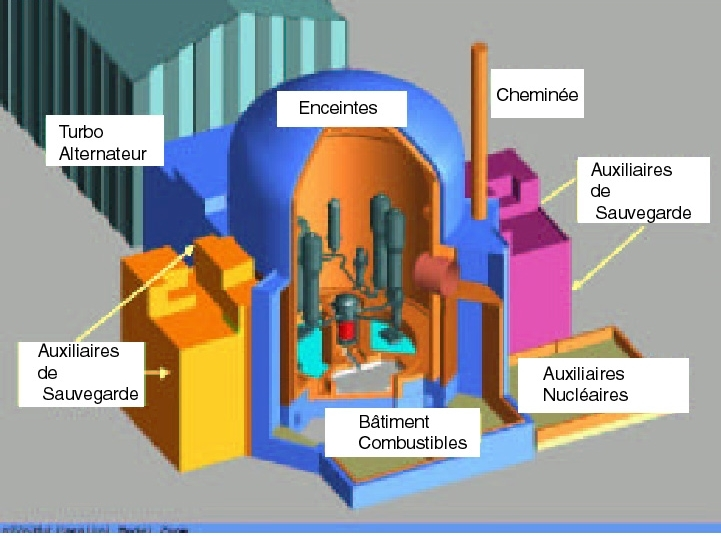 Enceintes
Cheminée
Turbo
Alternateur
Auxiliaires
de
Sauvegarde
Auxiliaires
de
Sauvegarde
Auxiliaires
Nucléaires
Bâtiment
Combustibles